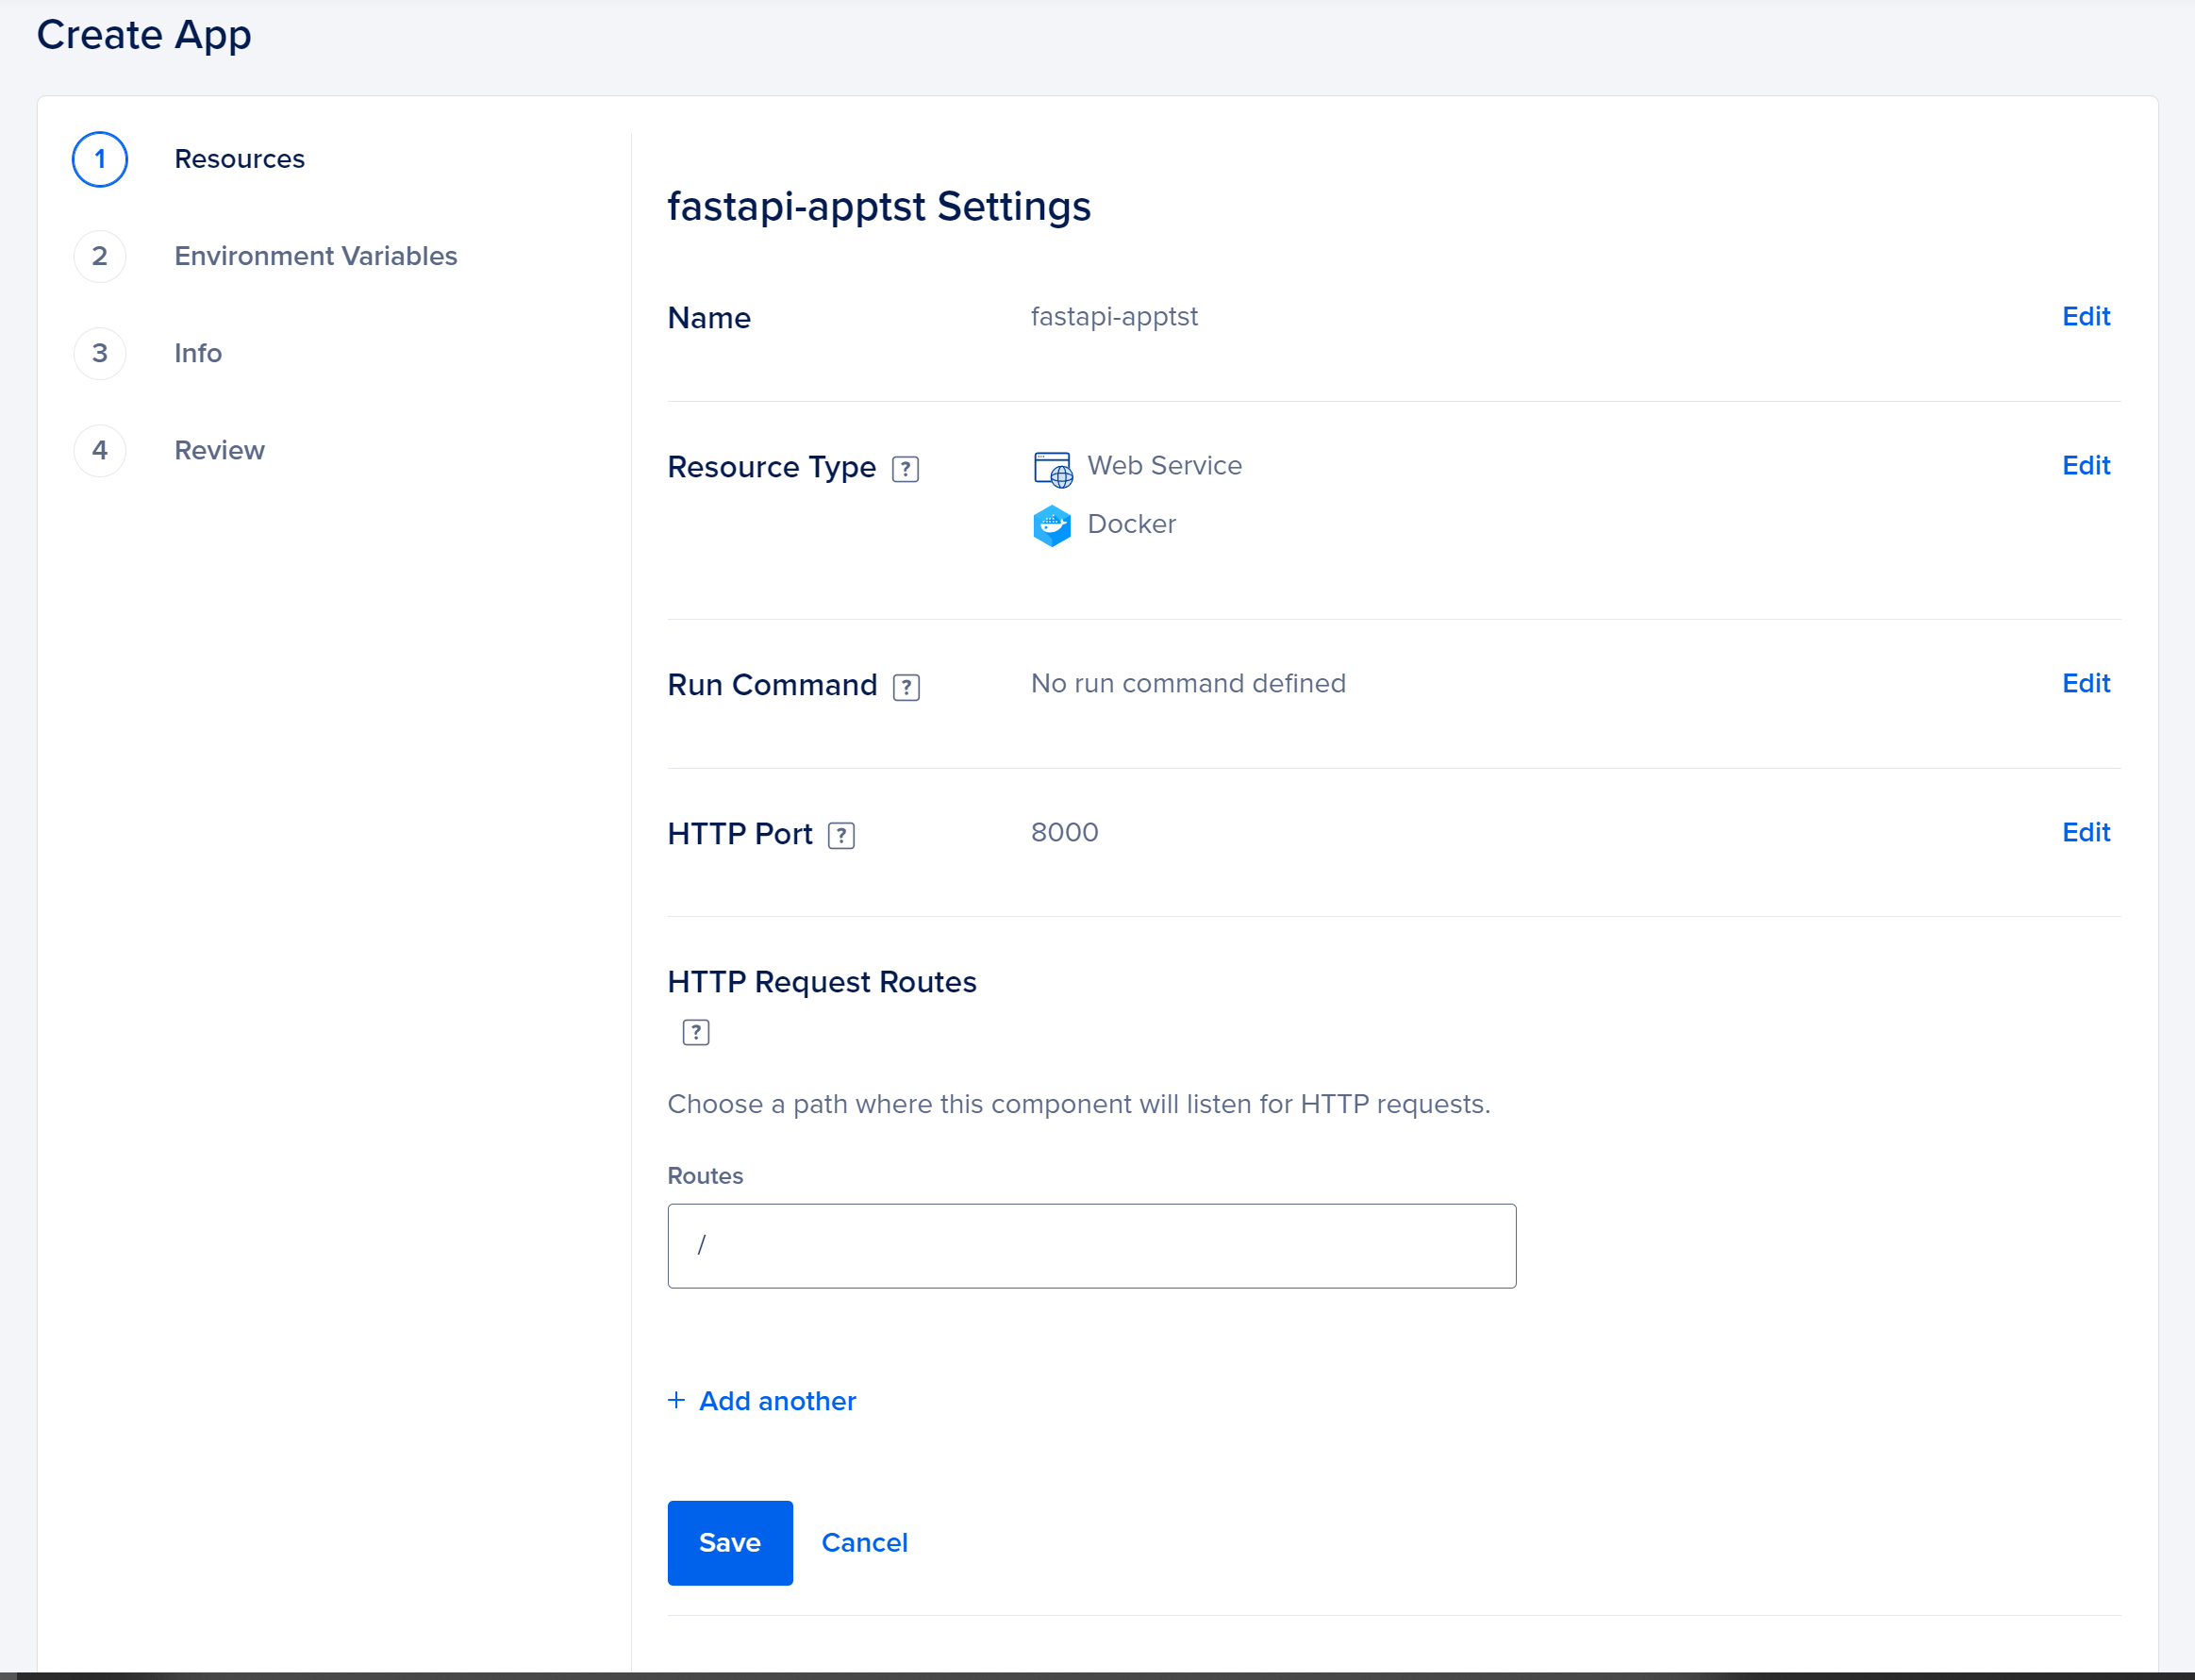 Create App
1 Resources
2 Environment Variables
3 Info
4 Review
fastapi-apptst Settings
Name fastapi-apptst Edit
Resource Type ? Web Service Edit
Docker
Run Command ? No run command defined Edit
HTTP Port ? 8000 Edit
HTTP Request Routes
?
Choose a path where this component will listen for HTTP requests.
Routes
/
+ Add another
Save Cancel